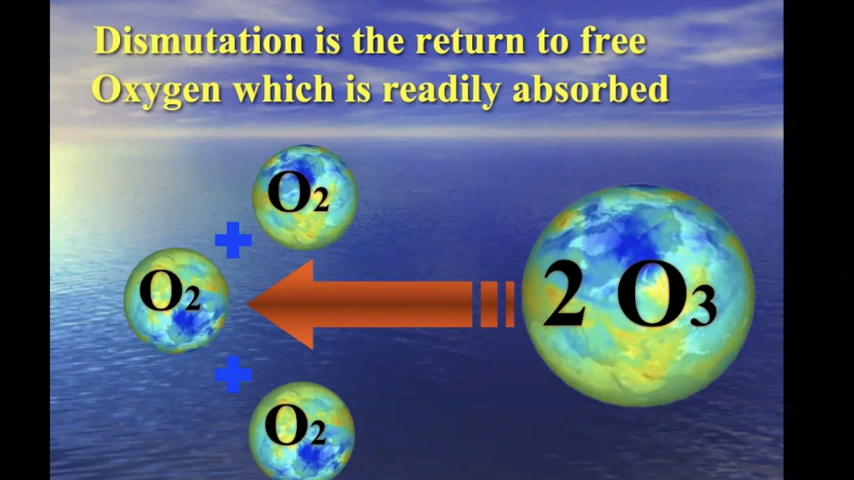 Dismutation is the return to free
Oxygen which is readily absorbed
O2
O2
2 O3
O2